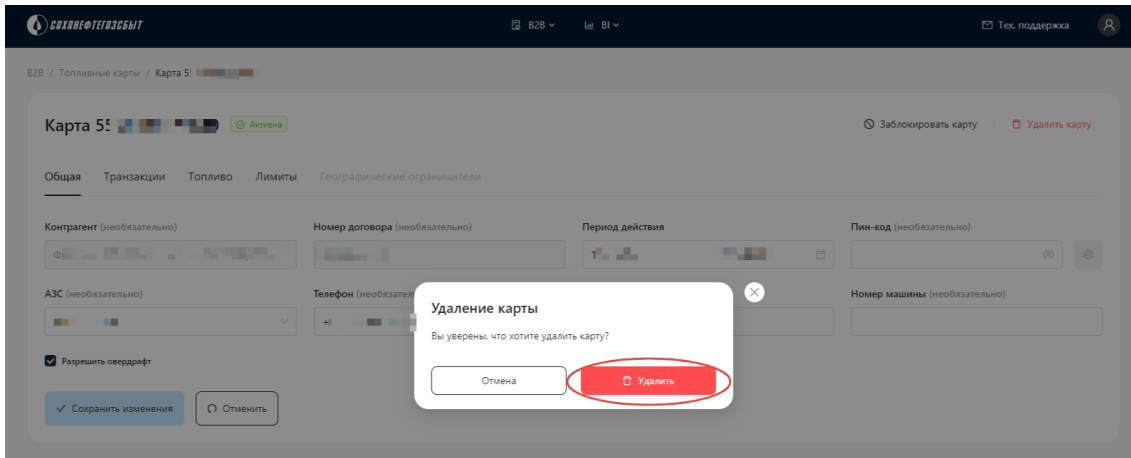 САХАНЕФТЕГАЗСБЫТ B2B BI Тех. поддержка
B2B / Топливные карты / Карта 5
Карта 55 Активна Заблокировать карту Удалить карту
Общая Транзакции Топливо Лимиты Географические ограничители
Контрагент (необязательно) Номер договора (необязательно) Период действия Пин-код (необязательно)
АЗС (необязательно) Телефон Номер машины (необязательно)
Удаление карты
Вы уверены, что хотите удалить карту?
Разрешить овердрафт
Отмена Удалить
Сохранить изменения Отменить